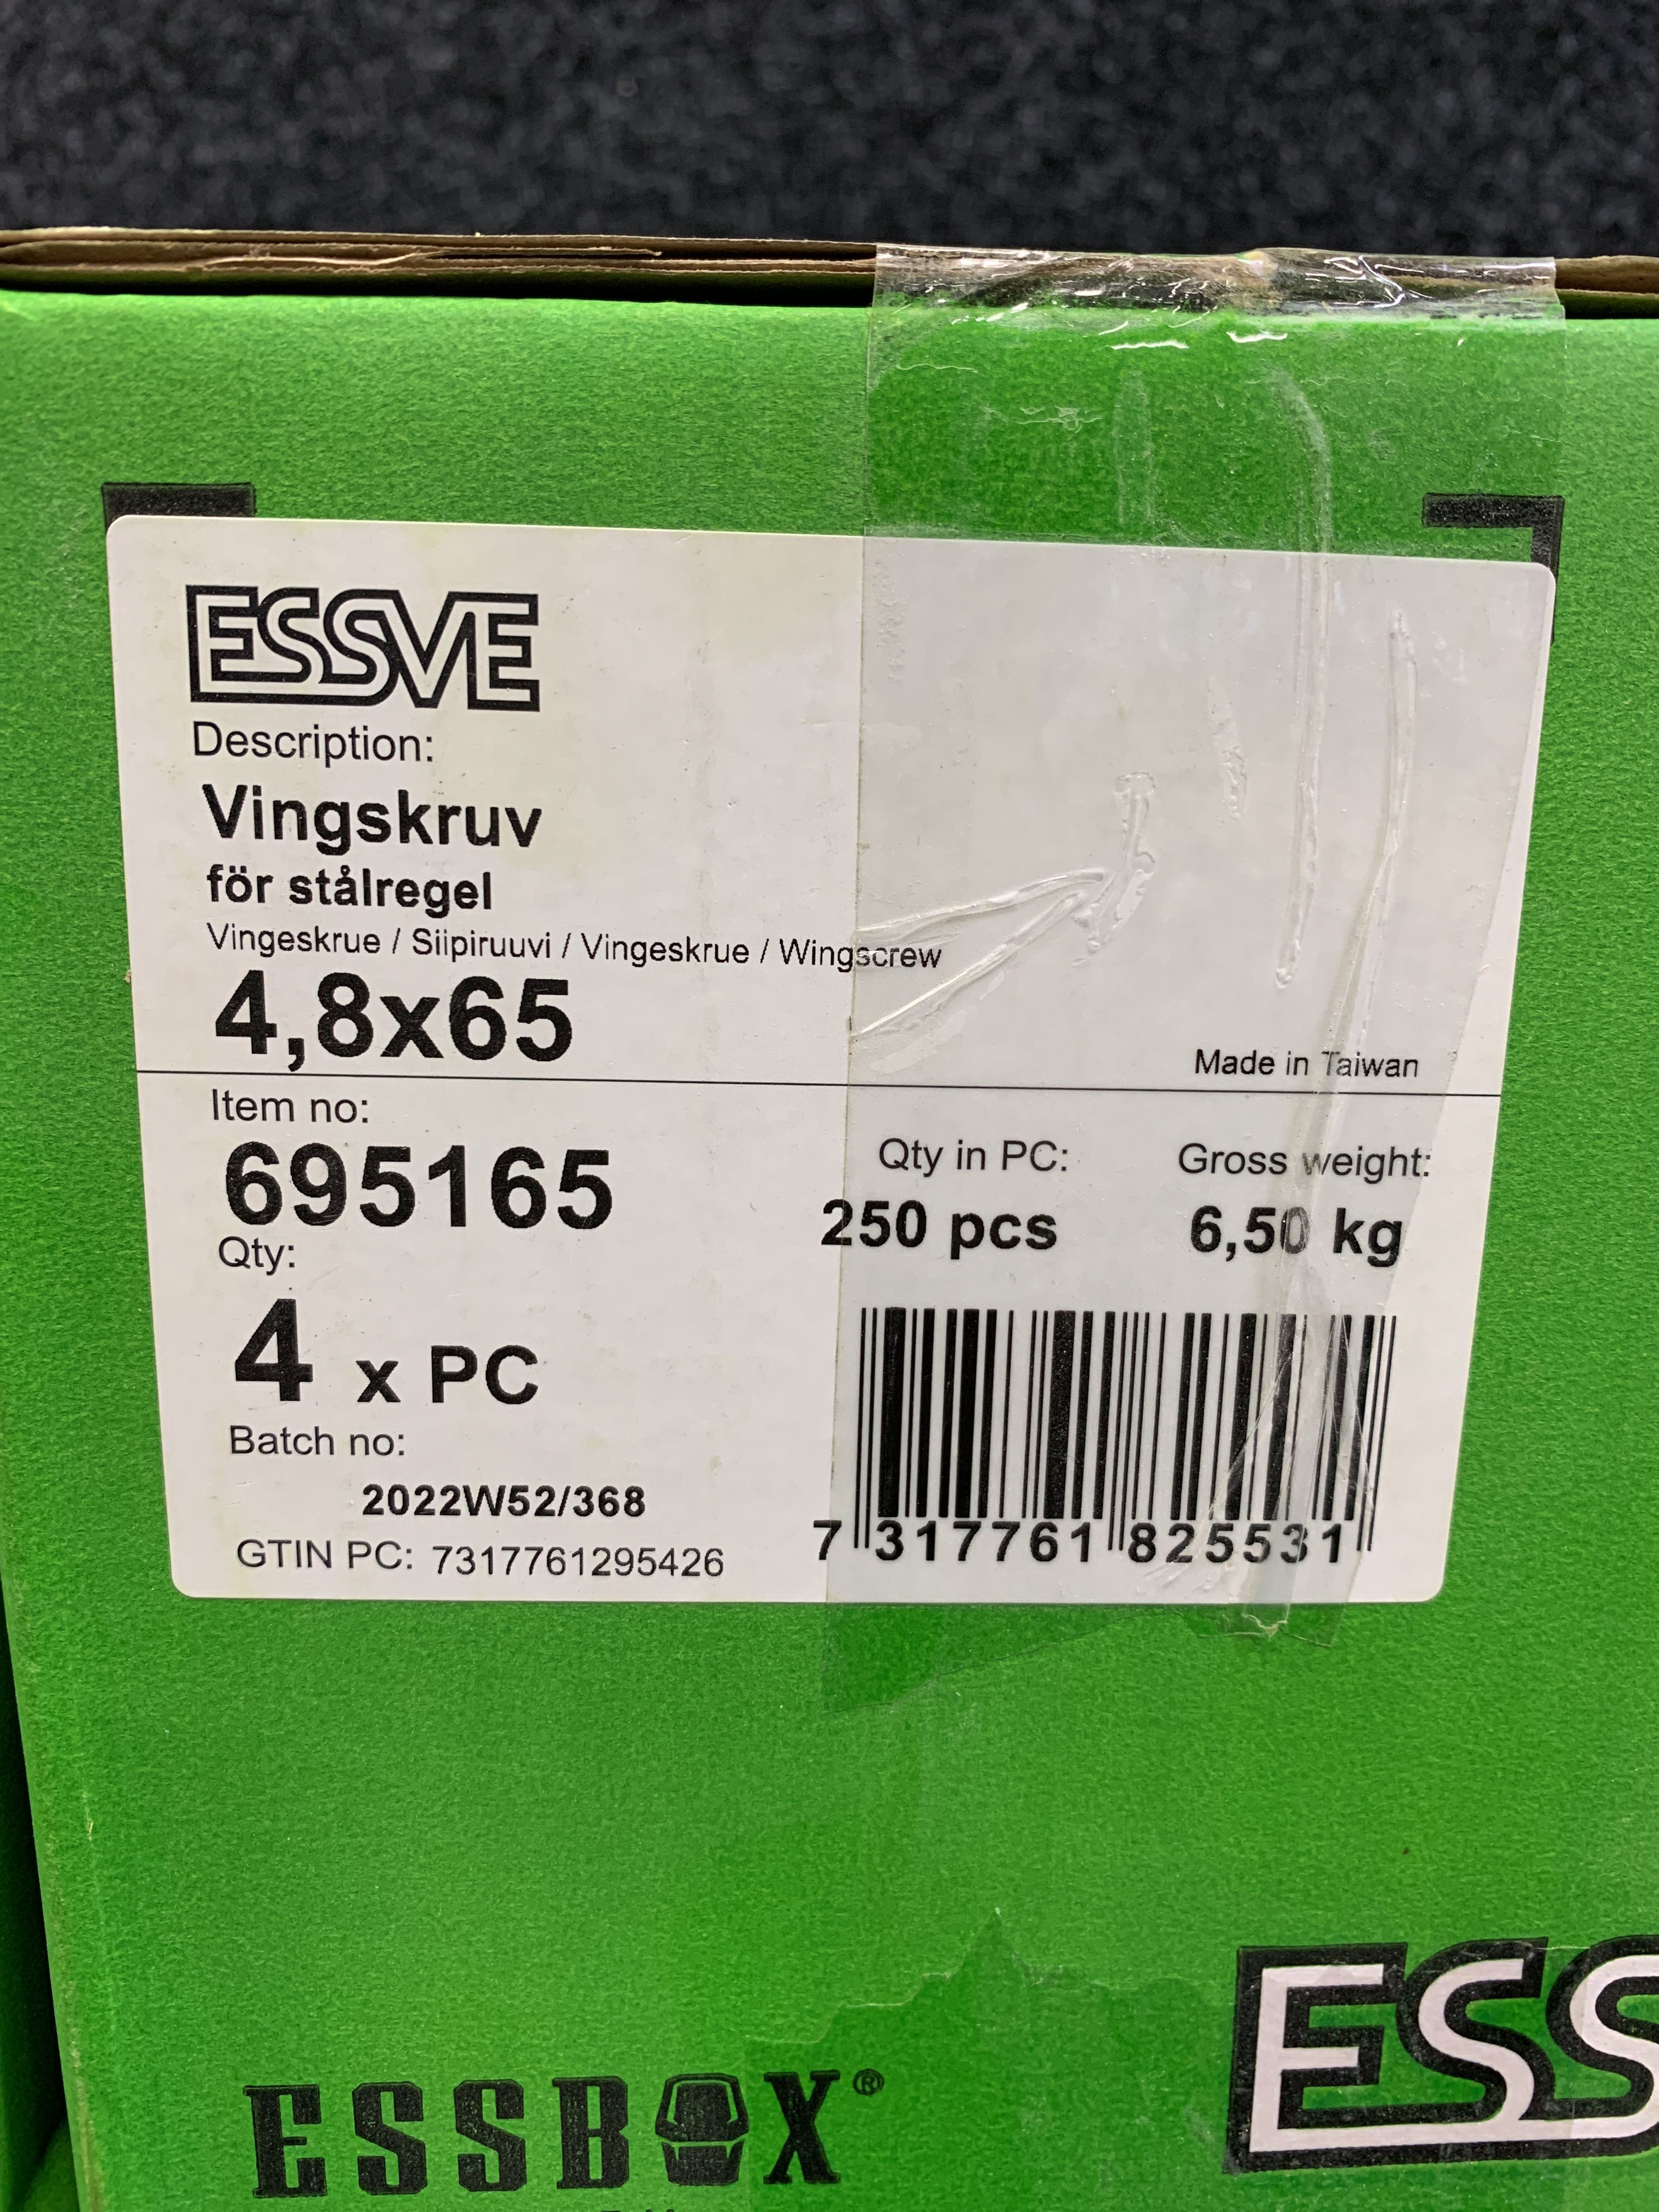 ESSVE
Description:
Vingskruv
för stålregel
Vingeskrue / Siipiruuvi / Vingeskrue / Wingscrew
4,8x65
Made in Taiwan
Item no:
695165
Qty in PC:
250 pcs
Gross weight:
6,50 kg
Qty:
4 x PC
Batch no:
2022W52/368
GTIN PC: 7317761295426
7 317761 825531
ESS
ESSBOX®